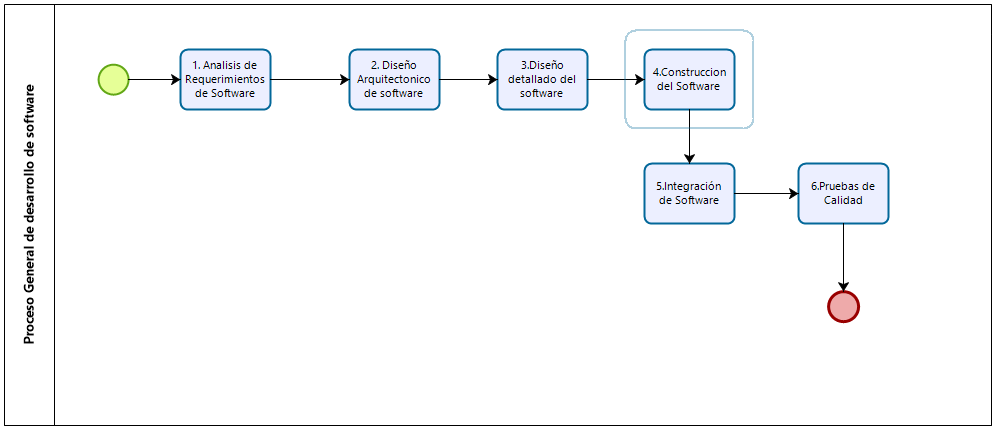 Proceso General de desarrollo de software
1. Analisis de
Requerimientos
de Software
2. Diseño
Arquitectonico
de software
3.Diseño
detallado del
software
4.Construccion
del Software
5.Integración
de Software
6.Pruebas de
Calidad